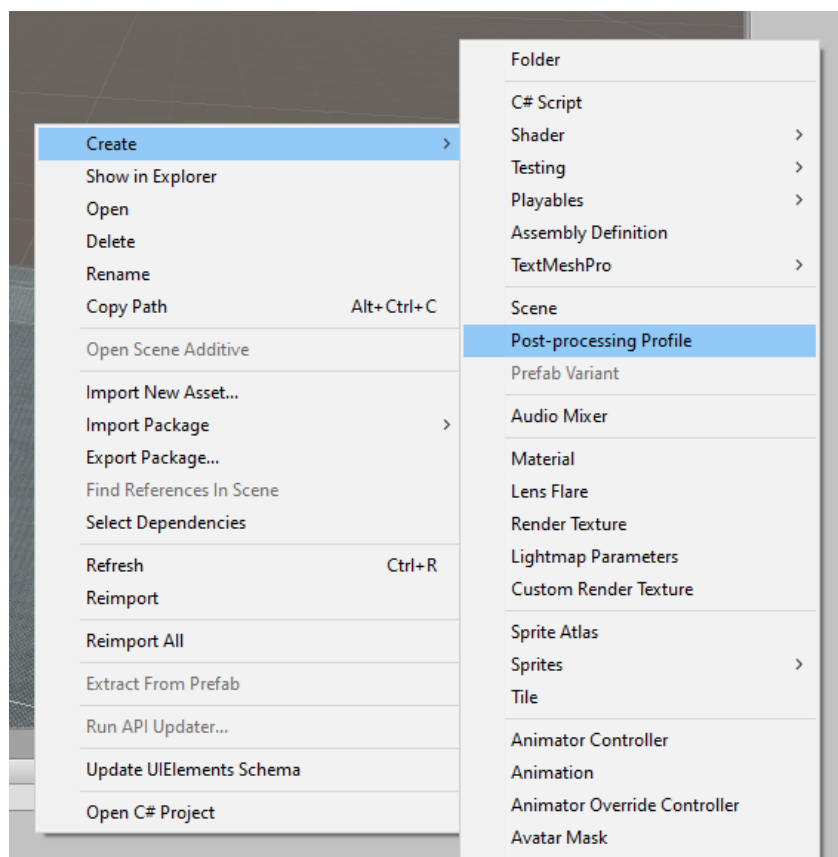 Create
Show in Explorer
Open
Delete
Rename
Copy Path Alt+Ctrl+C
Open Scene Additive
Import New Asset...
Import Package
Export Package...
Find References In Scene
Select Dependencies
Refresh Ctrl+R
Reimport
Reimport All
Extract From Prefab
Run API Updater...
Update UIElements Schema
Open C# Project
Folder
C# Script
Shader
Testing
Playables
Assembly Definition
TextMeshPro
Scene
Post-processing Profile
Prefab Variant
Audio Mixer
Material
Lens Flare
Render Texture
Lightmap Parameters
Custom Render Texture
Sprite Atlas
Sprites
Tile
Animator Controller
Animation
Animator Override Controller
Avatar Mask